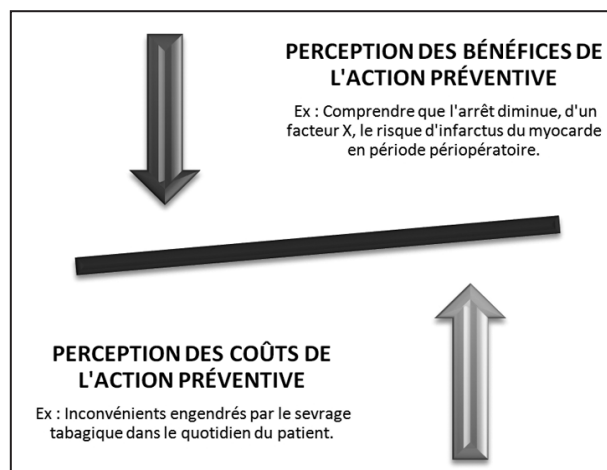 PERCEPTION DES BÉNÉFICES DE
L'ACTION PRÉVENTIVE
Ex : Comprendre que l'arrêt diminue, d'un
facteur X, le risque d'infarctus du myocarde
en période périopératoire.
PERCEPTION DES COÛTS DE
L'ACTION PRÉVENTIVE
Ex : Inconvénients engendrés par le sevrage
tabagique dans le quotidien du patient.